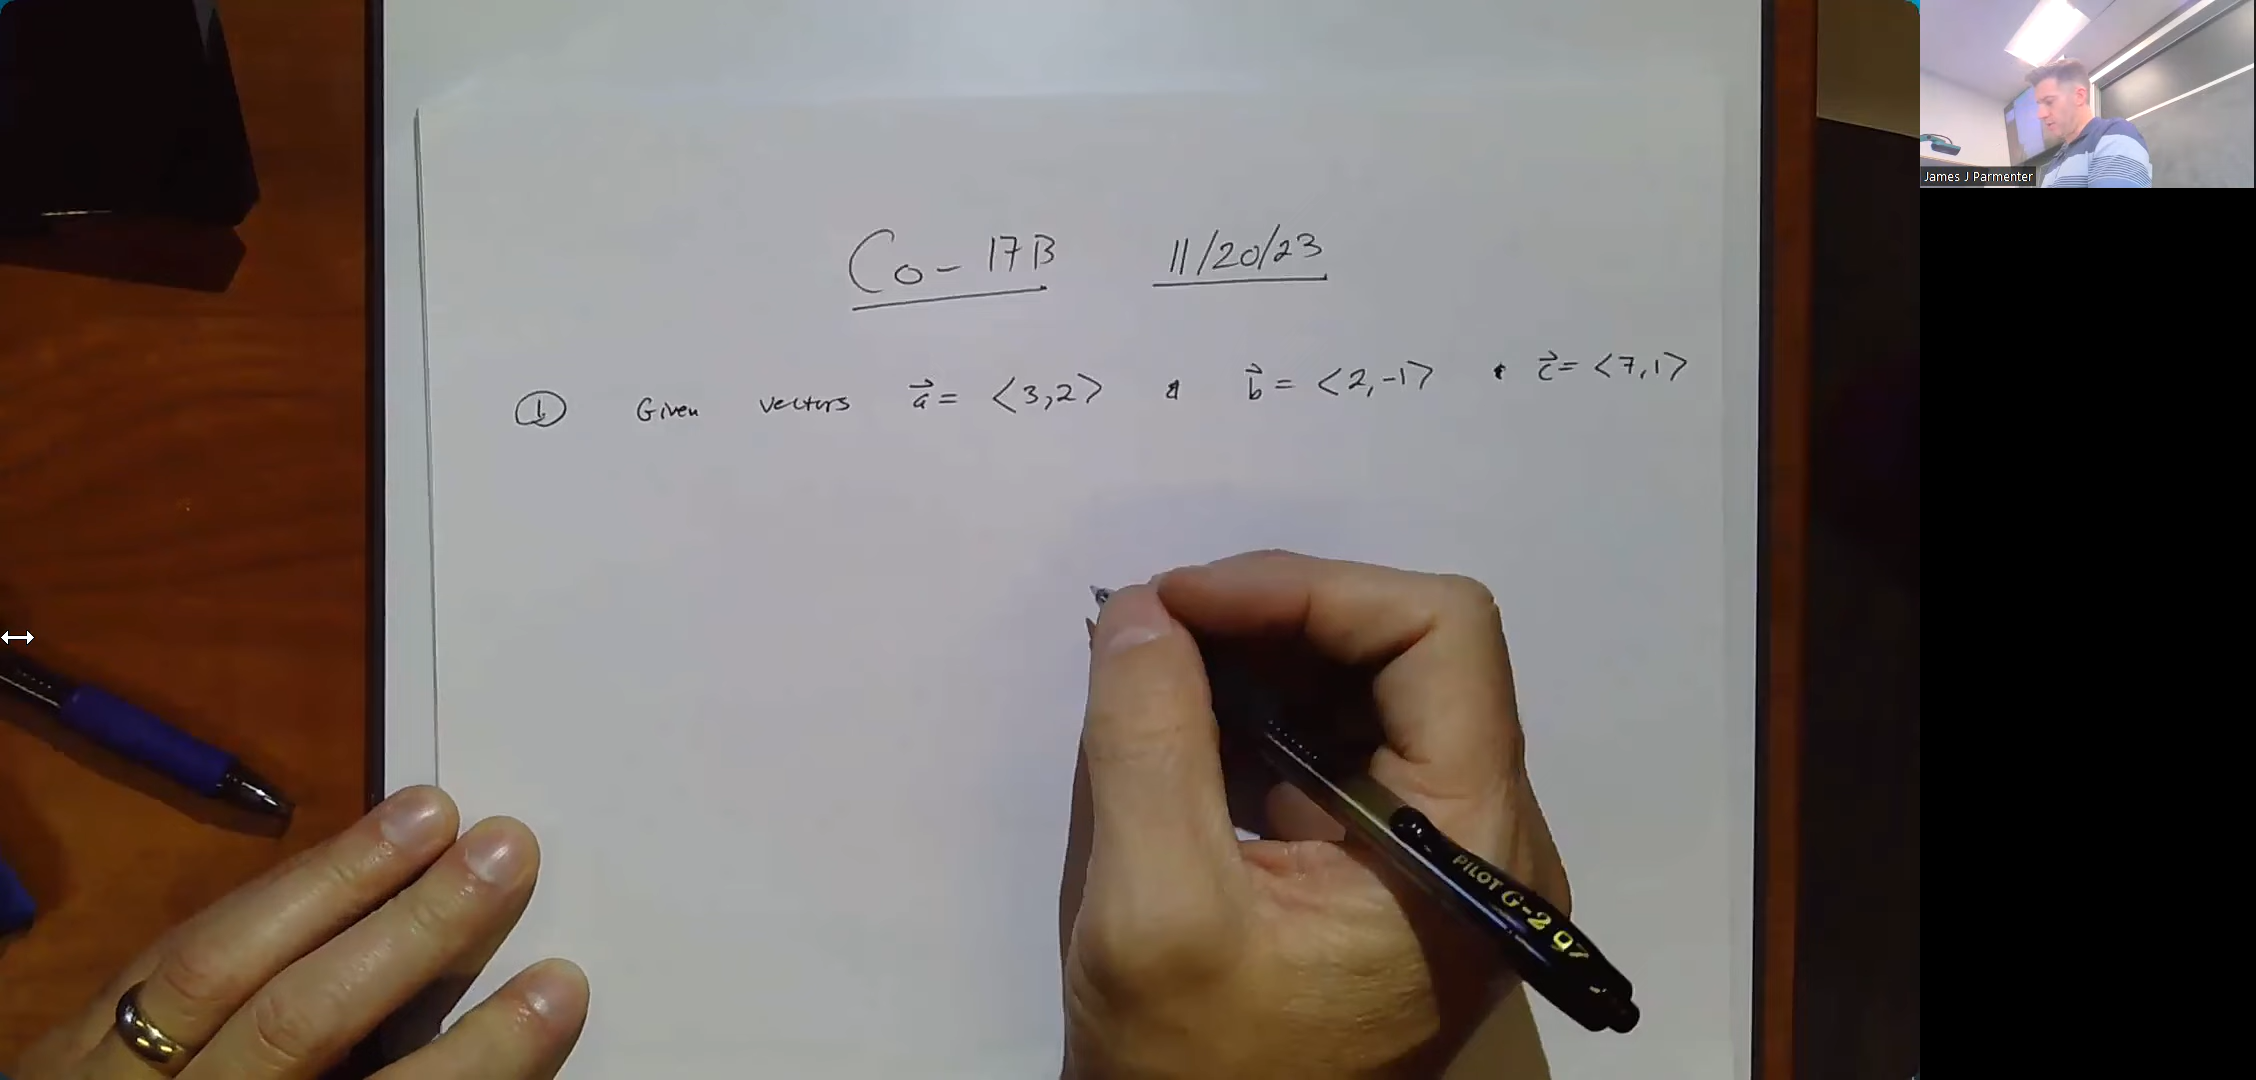 Co-17B 11/20/23
① Given vectors a⃗ = <3,2> & b⃗ = <2,-1> & c⃗ = <7,1>
PILOT G-2 07
James J Parmenter